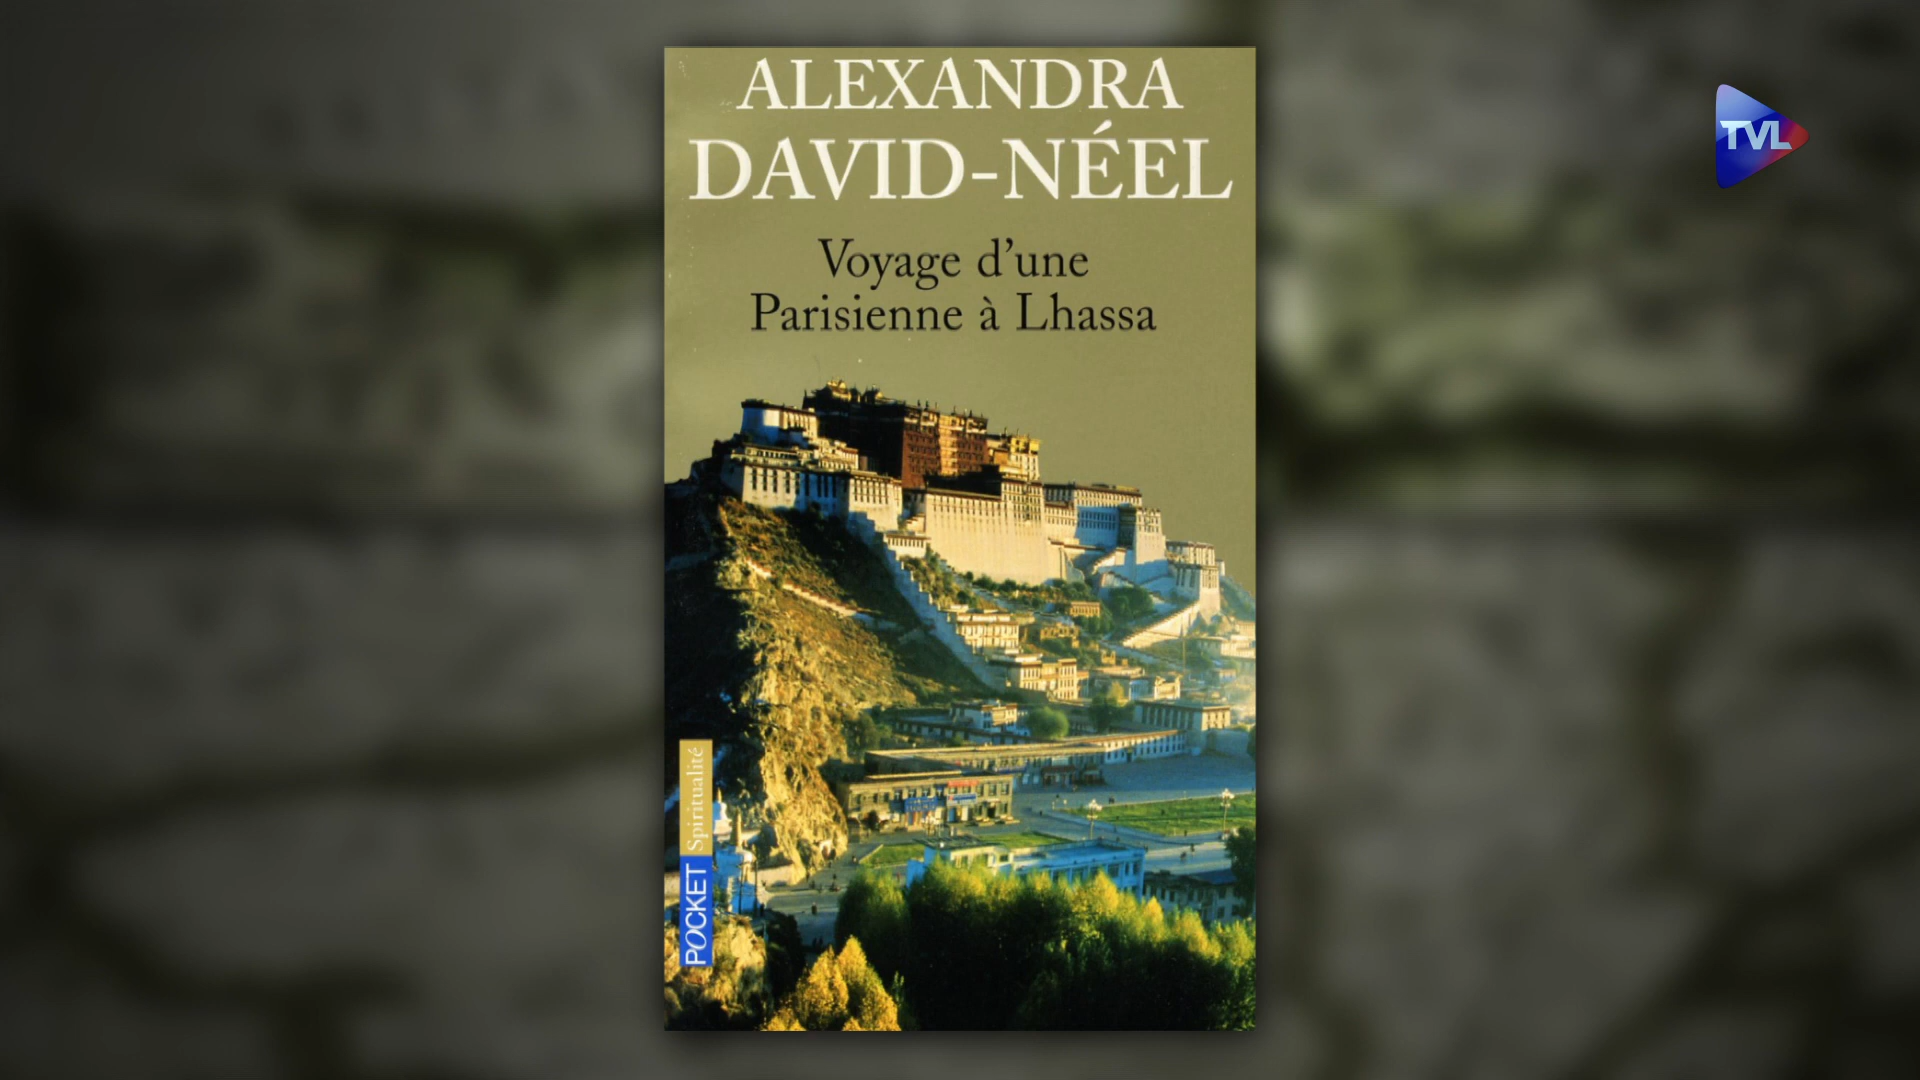 ALEXANDRA
DAVID-NÉEL
Voyage d'une
Parisienne à Lhassa
Spiritualité
POCKET
TVL